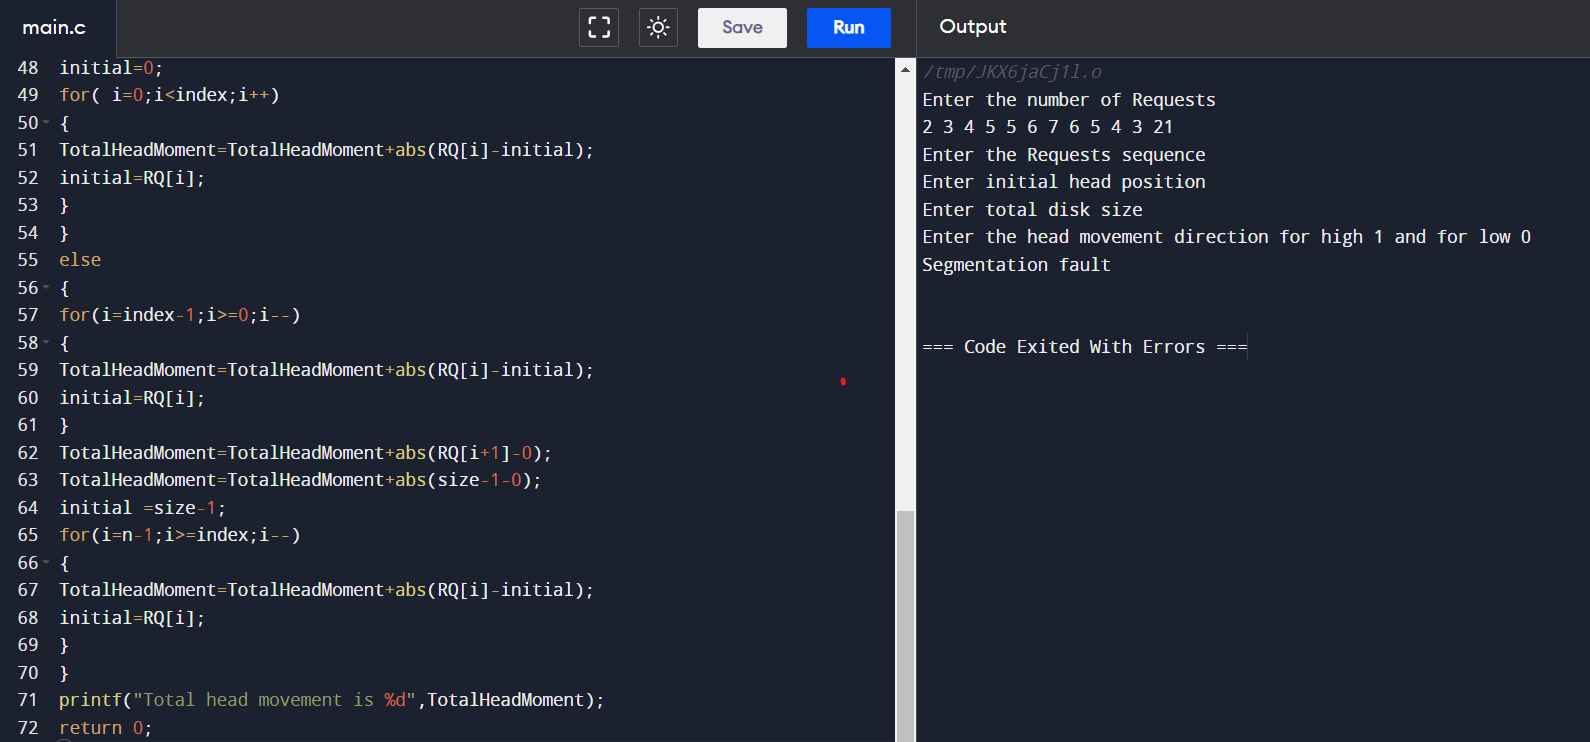 main.c
Save
Run
Output
48 initial=0;
49 for( i=0;i<index;i++)
50 {
51 TotalHeadMoment=TotalHeadMoment+abs(RQ[i]-initial);
52 initial=RQ[i];
53 }
54 }
55 else
56 {
57 for(i=index-1;i>=0;i--)
58 {
59 TotalHeadMoment=TotalHeadMoment+abs(RQ[i]-initial);
60 initial=RQ[i];
61 }
62 TotalHeadMoment=TotalHeadMoment+abs(RQ[i+1]-0);
63 TotalHeadMoment=TotalHeadMoment+abs(size-1-0);
64 initial =size-1;
65 for(i=n-1;i>=index;i--)
66 {
67 TotalHeadMoment=TotalHeadMoment+abs(RQ[i]-initial);
68 initial=RQ[i];
69 }
70 }
71 printf("Total head movement is %d",TotalHeadMoment);
72 return 0;
/tmp/JKX6jaCj1l.o
Enter the number of Requests
2 3 4 5 5 6 7 6 5 4 3 21
Enter the Requests sequence
Enter initial head position
Enter total disk size
Enter the head movement direction for high 1 and for low 0
Segmentation fault
=== Code Exited With Errors ===